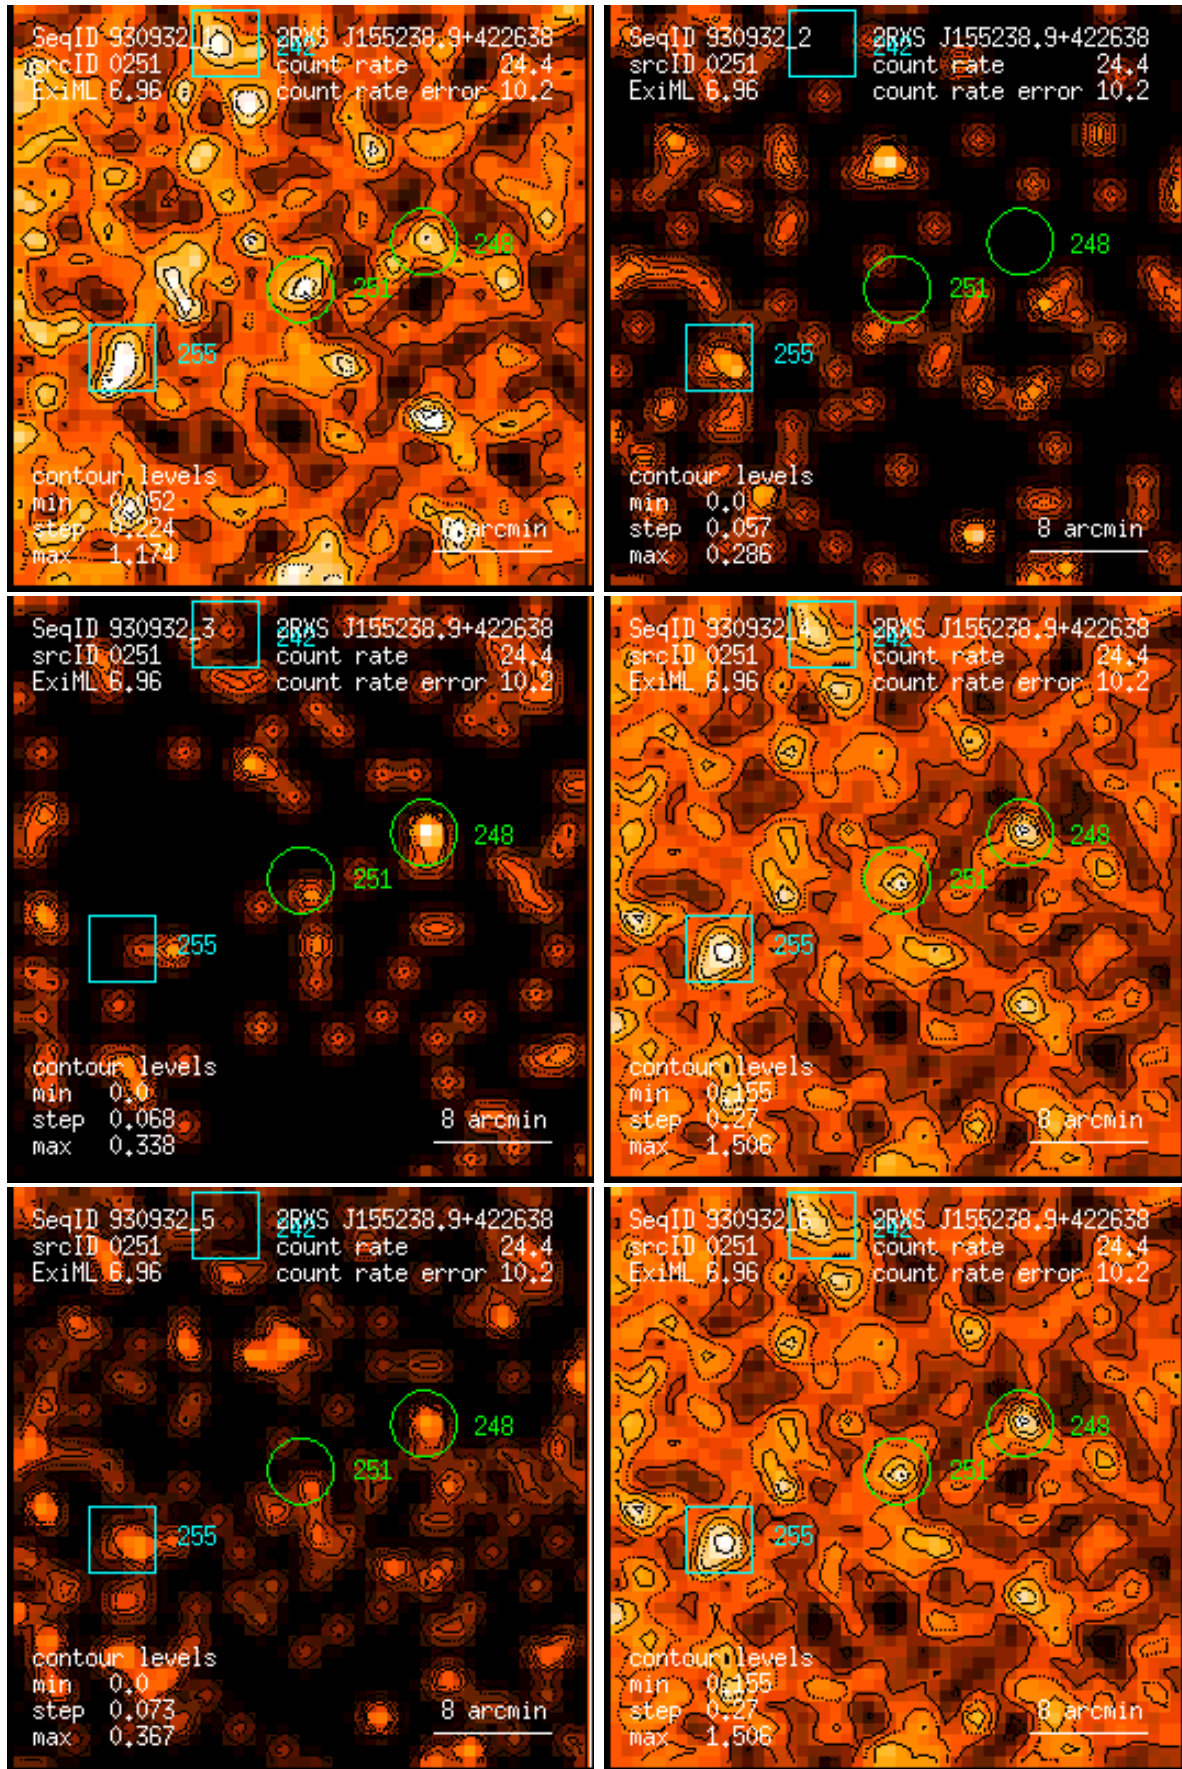 SeqID 930932_1 2RXS J155238.9+422638
242
srcID 0251 count rate 24.4
ExiML 6.96 count rate error 10.2
248
251
255
contour levels
min 0.052
step 0.224
max 1.174
8 arcmin
SeqID 930932_2 2RXS J155238.9+422638
242
srcID 0251 count rate 24.4
ExiML 6.96 count rate error 10.2
248
251
255
contour levels
min 0.0
step 0.057
max 0.286
8 arcmin
SeqID 930932_3 2RXS J155238.9+422638
242
srcID 0251 count rate 24.4
ExiML 6.96 count rate error 10.2
248
251
255
contour levels
min 0.0
step 0.068
max 0.338
8 arcmin
SeqID 930932_4 2RXS J155238.9+422638
242
srcID 0251 count rate 24.4
ExiML 6.96 count rate error 10.2
248
251
255
contour levels
min 0.155
step 0.27
max 1.506
8 arcmin
SeqID 930932_5 2RXS J155238.9+422638
242
srcID 0251 count rate 24.4
ExiML 6.96 count rate error 10.2
248
251
255
contour levels
min 0.0
step 0.073
max 0.367
8 arcmin
SeqID 930932_6 2RXS J155238.9+422638
242
srcID 0251 count rate 24.4
ExiML 6.96 count rate error 10.2
248
251
255
contour levels
min 0.155
step 0.27
max 1.506
8 arcmin